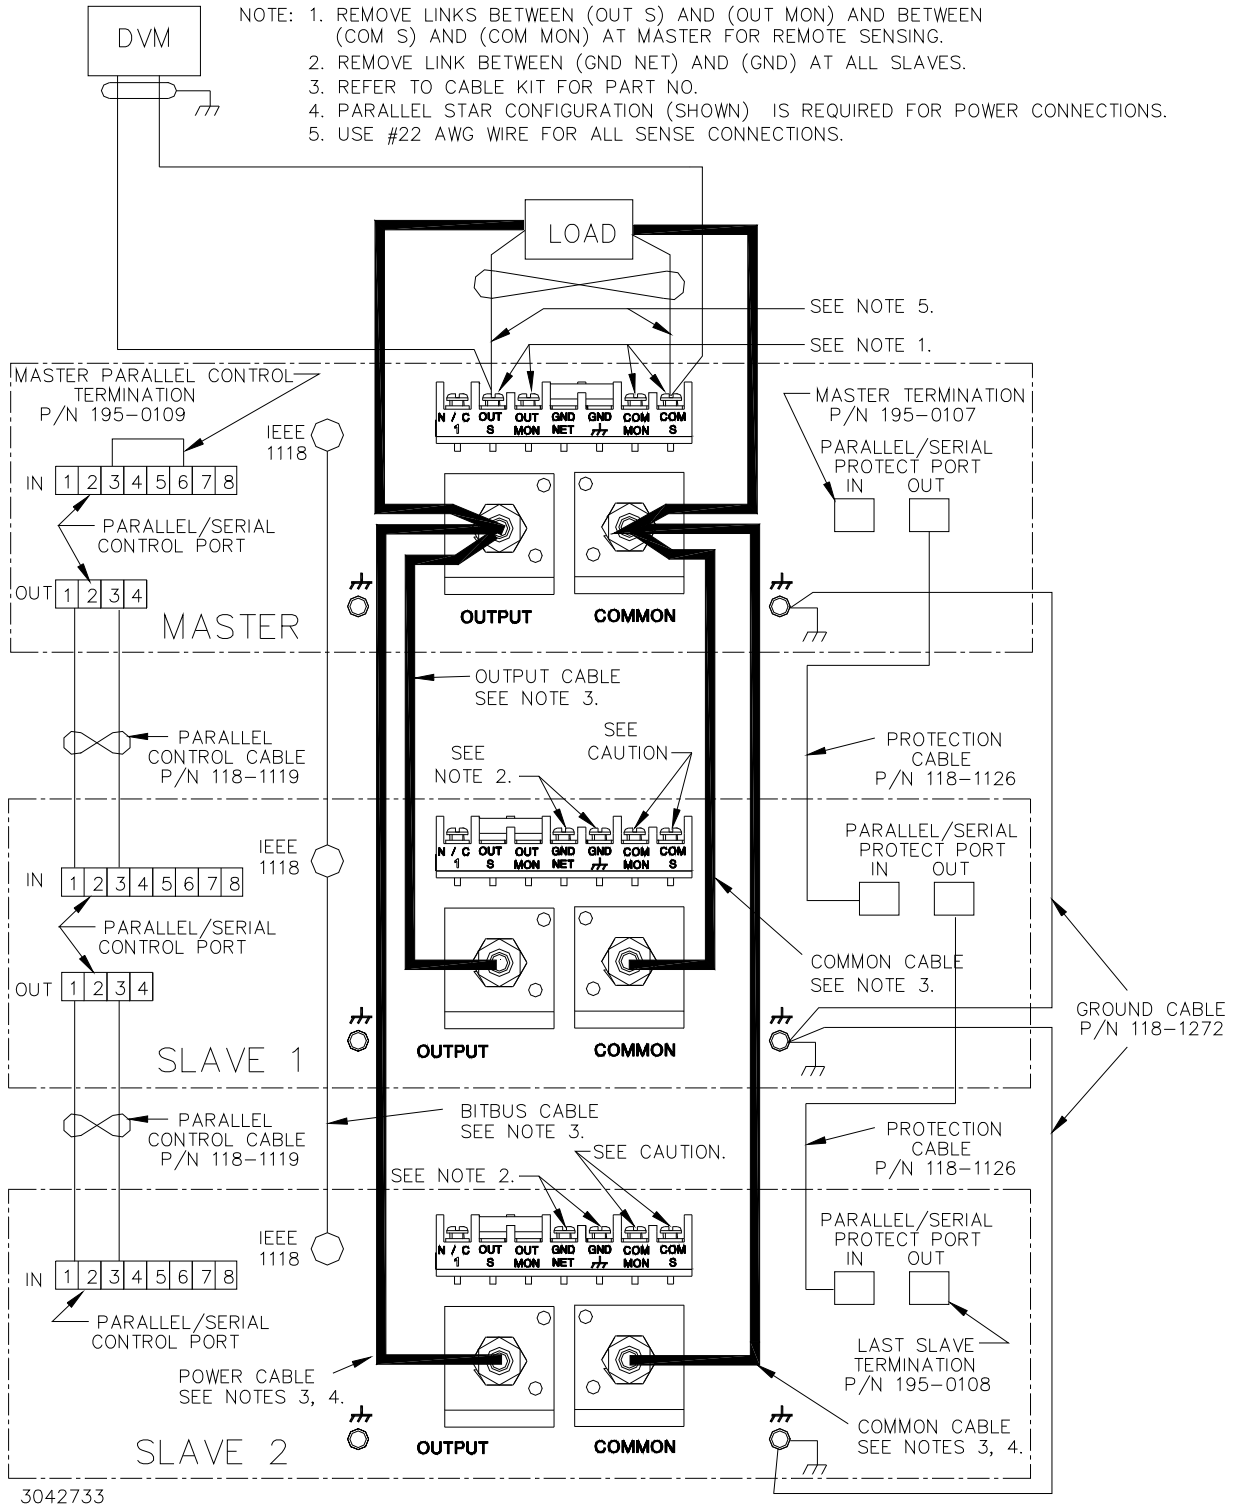 DVM
NOTE: 1. REMOVE LINKS BETWEEN (OUT S) AND (OUT MON) AND BETWEEN
(COM S) AND (COM MON) AT MASTER FOR REMOTE SENSING.
2. REMOVE LINK BETWEEN (GND NET) AND (GND) AT ALL SLAVES.
3. REFER TO CABLE KIT FOR PART NO.
4. PARALLEL STAR CONFIGURATION (SHOWN) IS REQUIRED FOR POWER CONNECTIONS.
5. USE #22 AWG WIRE FOR ALL SENSE CONNECTIONS.
LOAD
SEE NOTE 5.
SEE NOTE 1.
MASTER PARALLEL CONTROL
TERMINATION
P/N 195-0109
IEEE
1118
N / C OUT OUT GND GND COM COM
1 S MON NET MON S
MASTER TERMINATION
P/N 195-0107
PARALLEL/SERIAL
PROTECT PORT
IN OUT
IN 1 2 3 4 5 6 7 8
PARALLEL/SERIAL
CONTROL PORT
OUT 1 2 3 4
MASTER
OUTPUT COMMON
OUTPUT CABLE
SEE NOTE 3.
PARALLEL
CONTROL CABLE
P/N 118-1119
SEE
NOTE 2.
SEE
CAUTION
PROTECTION
CABLE
P/N 118-1126
IEEE
1118
N / C OUT OUT GND GND COM COM
1 S MON NET MON S
PARALLEL/SERIAL
PROTECT PORT
IN OUT
IN 1 2 3 4 5 6 7 8
PARALLEL/SERIAL
CONTROL PORT
OUT 1 2 3 4
COMMON CABLE
SEE NOTE 3.
GROUND CABLE
P/N 118-1272
SLAVE 1
OUTPUT COMMON
PARALLEL
CONTROL CABLE
P/N 118-1119
BITBUS CABLE
SEE NOTE 3.
SEE CAUTION.
SEE NOTE 2.
PROTECTION
CABLE
P/N 118-1126
IEEE
1118
N / C OUT OUT GND GND COM COM
1 S MON NET MON S
PARALLEL/SERIAL
PROTECT PORT
IN OUT
IN 1 2 3 4 5 6 7 8
PARALLEL/SERIAL
CONTROL PORT
LAST SLAVE
TERMINATION
P/N 195-0108
POWER CABLE
SEE NOTES 3, 4.
COMMON CABLE
SEE NOTES 3, 4.
SLAVE 2
OUTPUT COMMON
3042733